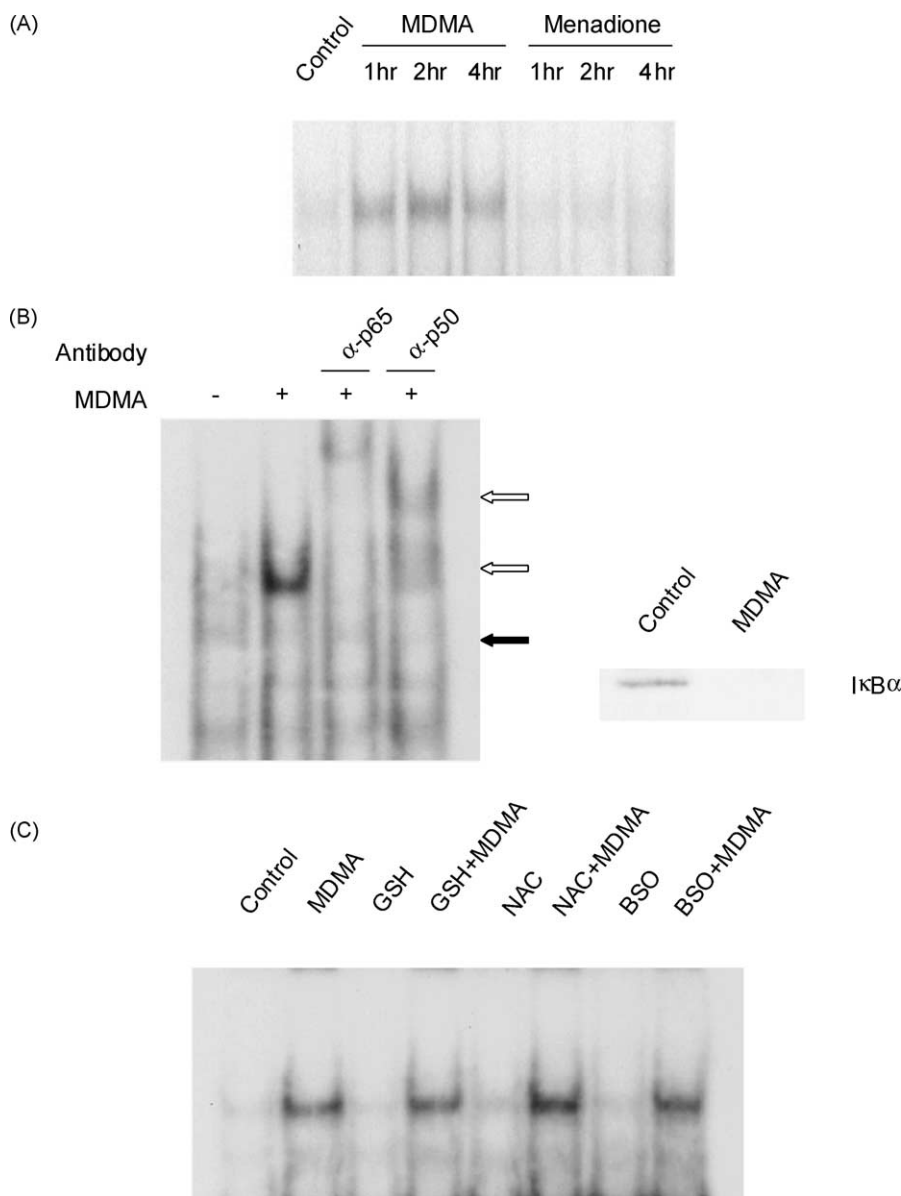 (A)
Control
MDMA
Menadione
1hr 2hr 4hr 1hr 2hr 4hr
(B)
α-p65
α-p50
Antibody
MDMA - + + +
Control
MDMA
IκBα
(C)
Control
MDMA
GSH
GSH+MDMA
NAC
NAC+MDMA
BSO
BSO+MDMA